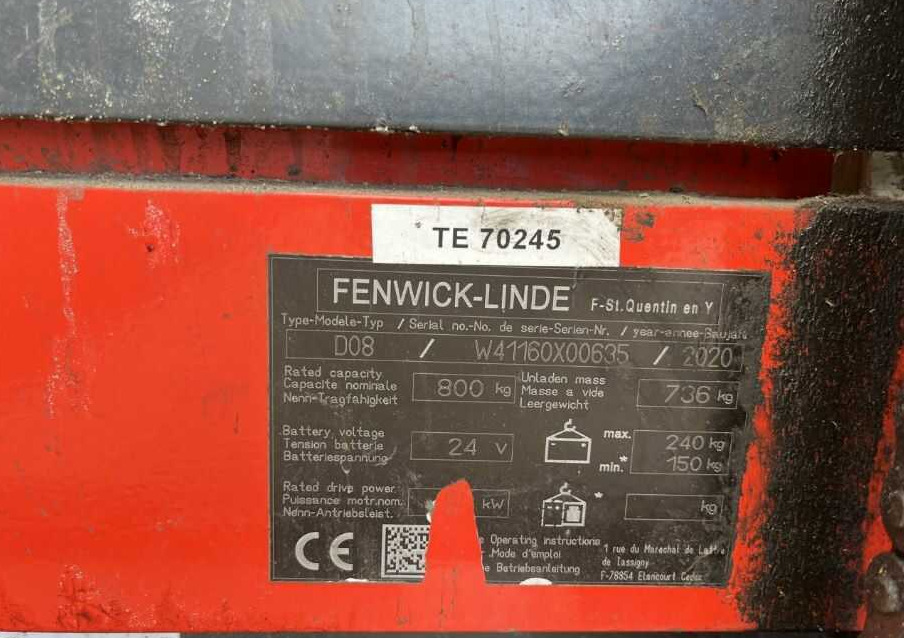 TE 70245
FENWICK-LINDE F-St.Quentin en Y
Type-Modele-Typ / Serial no.-No. de serie-Serien-Nr. / year-annee-Baujahr
D08 / W41160X00635 / 2020
Rated capacity
Capacite nominale
Nenn-Tragfahigkeit
800 kg
Unladen mass
Masse a vide
Leergewicht
736 kg
Battery voltage
Tension batterie
Batteriespannung
24 V
max. 240 kg
min.* 150 kg
Rated drive power
Puissance motr.nom.
Nenn-Antriebsleist.
kW
*
kg
CE
Operating instructions
Mode d'emploi
Betriebsanleitung
1 rue du Marechal de Lattre
de Tassigny
F-78854 Elancourt Cedex